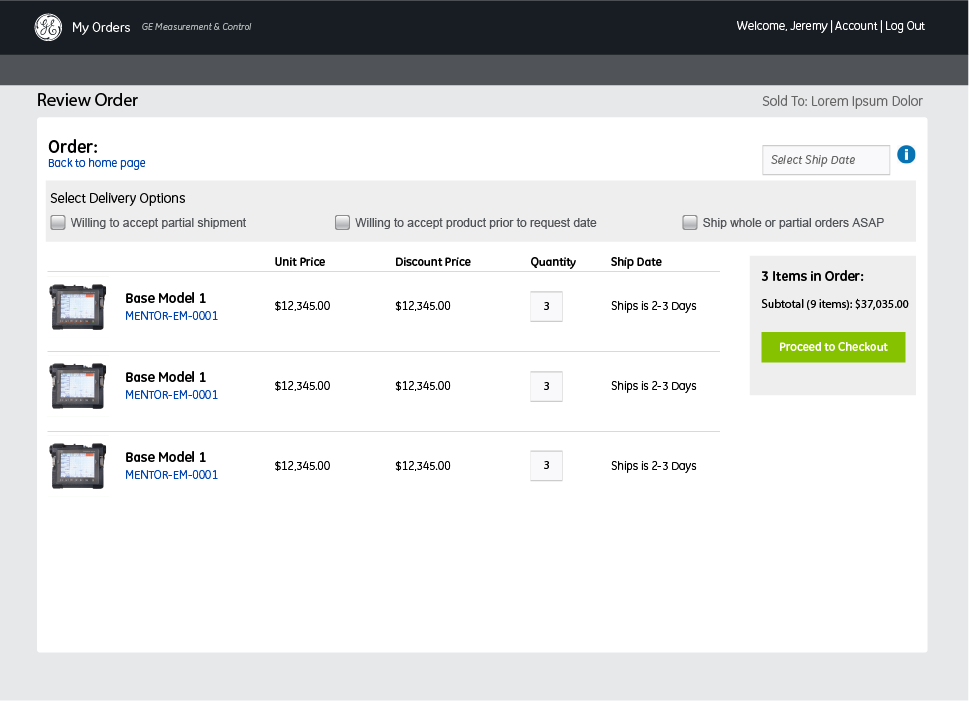 GE My Orders GE Measurement & Control Welcome, Jeremy | Account | Log Out
Review Order Sold To: Lorem Ipsum Dolor
Order:
Back to home page
Select Ship Date i
Select Delivery Options
Willing to accept partial shipment Willing to accept product prior to request date Ship whole or partial orders ASAP
Unit Price Discount Price Quantity Ship Date
Base Model 1
MENTOR-EM-0001
$12,345.00 $12,345.00 3 Ships is 2-3 Days
Base Model 1
MENTOR-EM-0001
$12,345.00 $12,345.00 3 Ships is 2-3 Days
Base Model 1
MENTOR-EM-0001
$12,345.00 $12,345.00 3 Ships is 2-3 Days
3 Items in Order:
Subtotal (9 items): $37,035.00
Proceed to Checkout